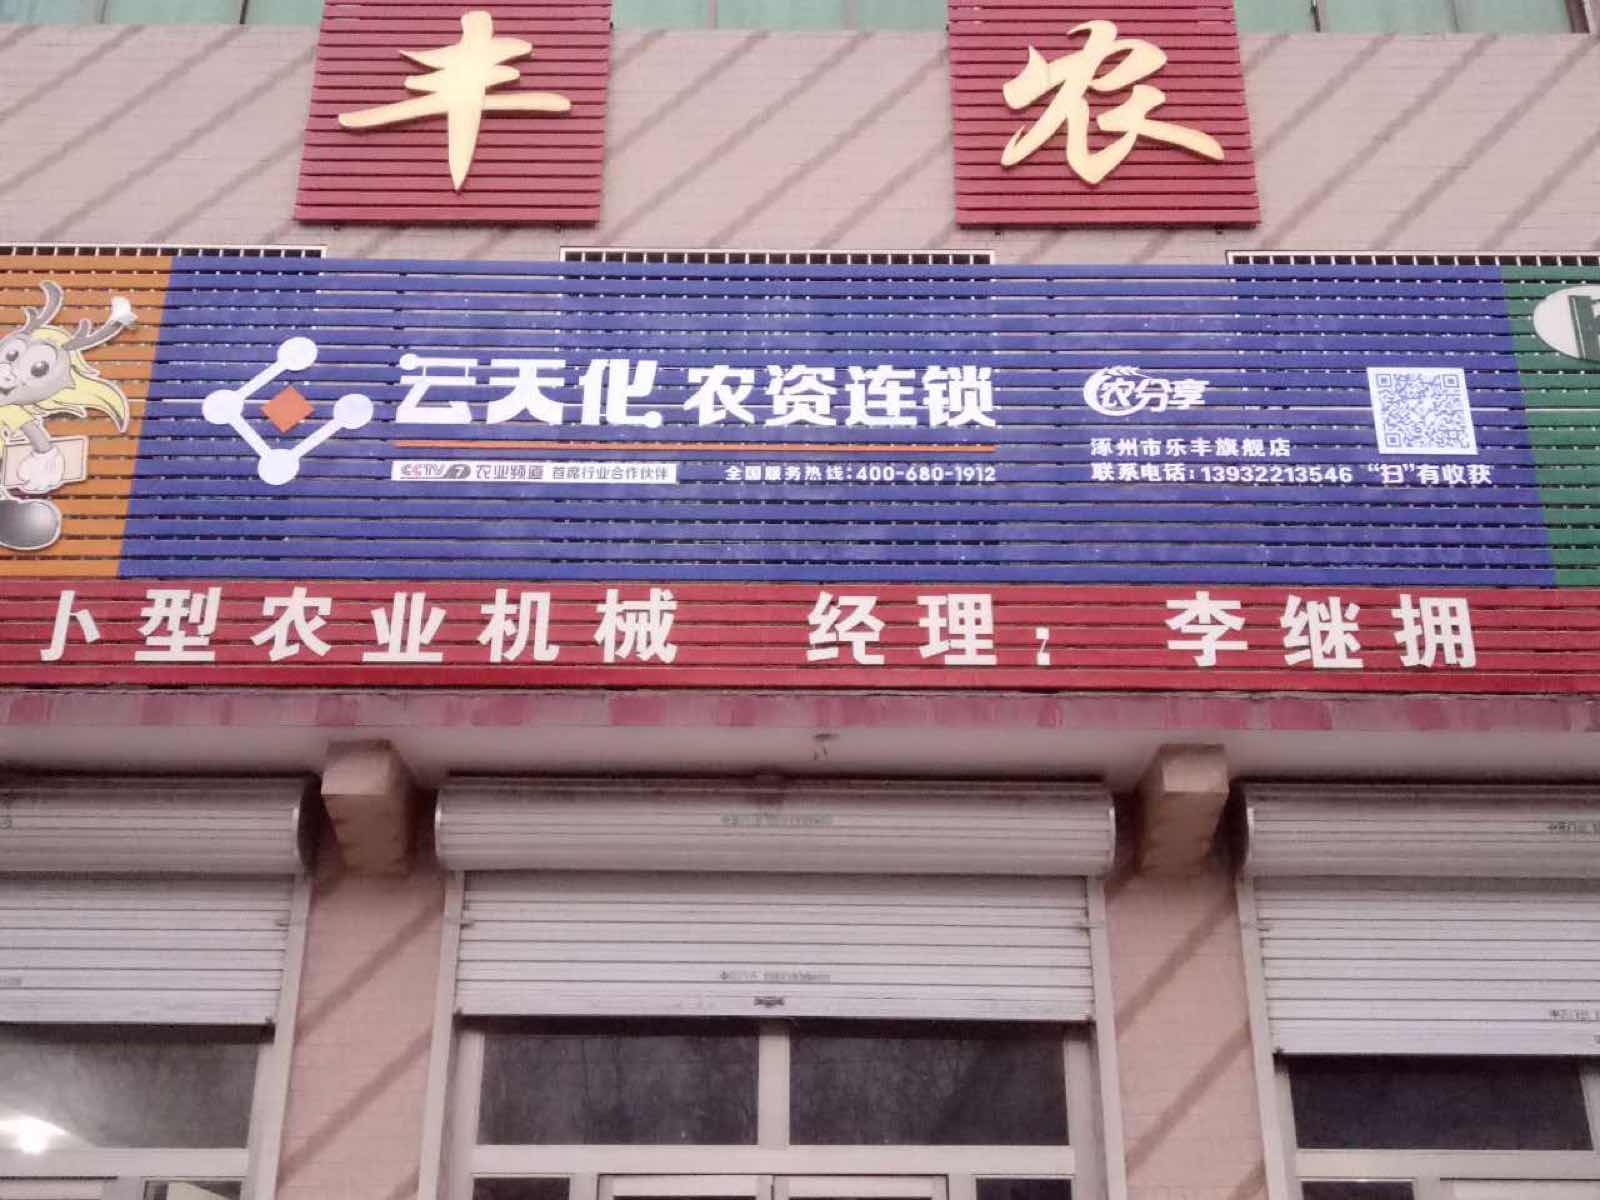 丰 农
云天化 农资连锁
CCTV 7 农业频道 首席行业合作伙伴
全国服务热线:400-680-1912
农分享
涿州市乐丰旗舰店
联系电话:13932213546 “扫”有收获
小型农业机械 经理: 李继拥